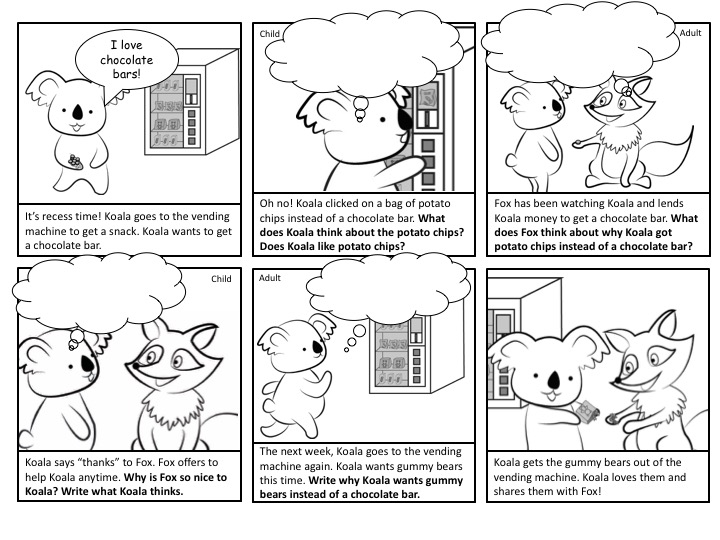 I love
chocolate
bars!
It’s recess time! Koala goes to the vending
machine to get a snack. Koala wants to get
a chocolate bar.
Child
Oh no! Koala clicked on a bag of potato
chips instead of a chocolate bar. What
does Koala think about the potato chips?
Does Koala like potato chips?
Adult
Fox has been watching Koala and lends
Koala money to get a chocolate bar. What
does Fox think about why Koala got
potato chips instead of a chocolate bar?
Child
Koala says “thanks” to Fox. Fox offers to
help Koala anytime. Why is Fox so nice to
Koala? Write what Koala thinks.
Adult
The next week, Koala goes to the vending
machine again. Koala wants gummy bears
this time. Write why Koala wants gummy
bears instead of a chocolate bar.
Koala gets the gummy bears out of the
vending machine. Koala loves them and
shares them with Fox!